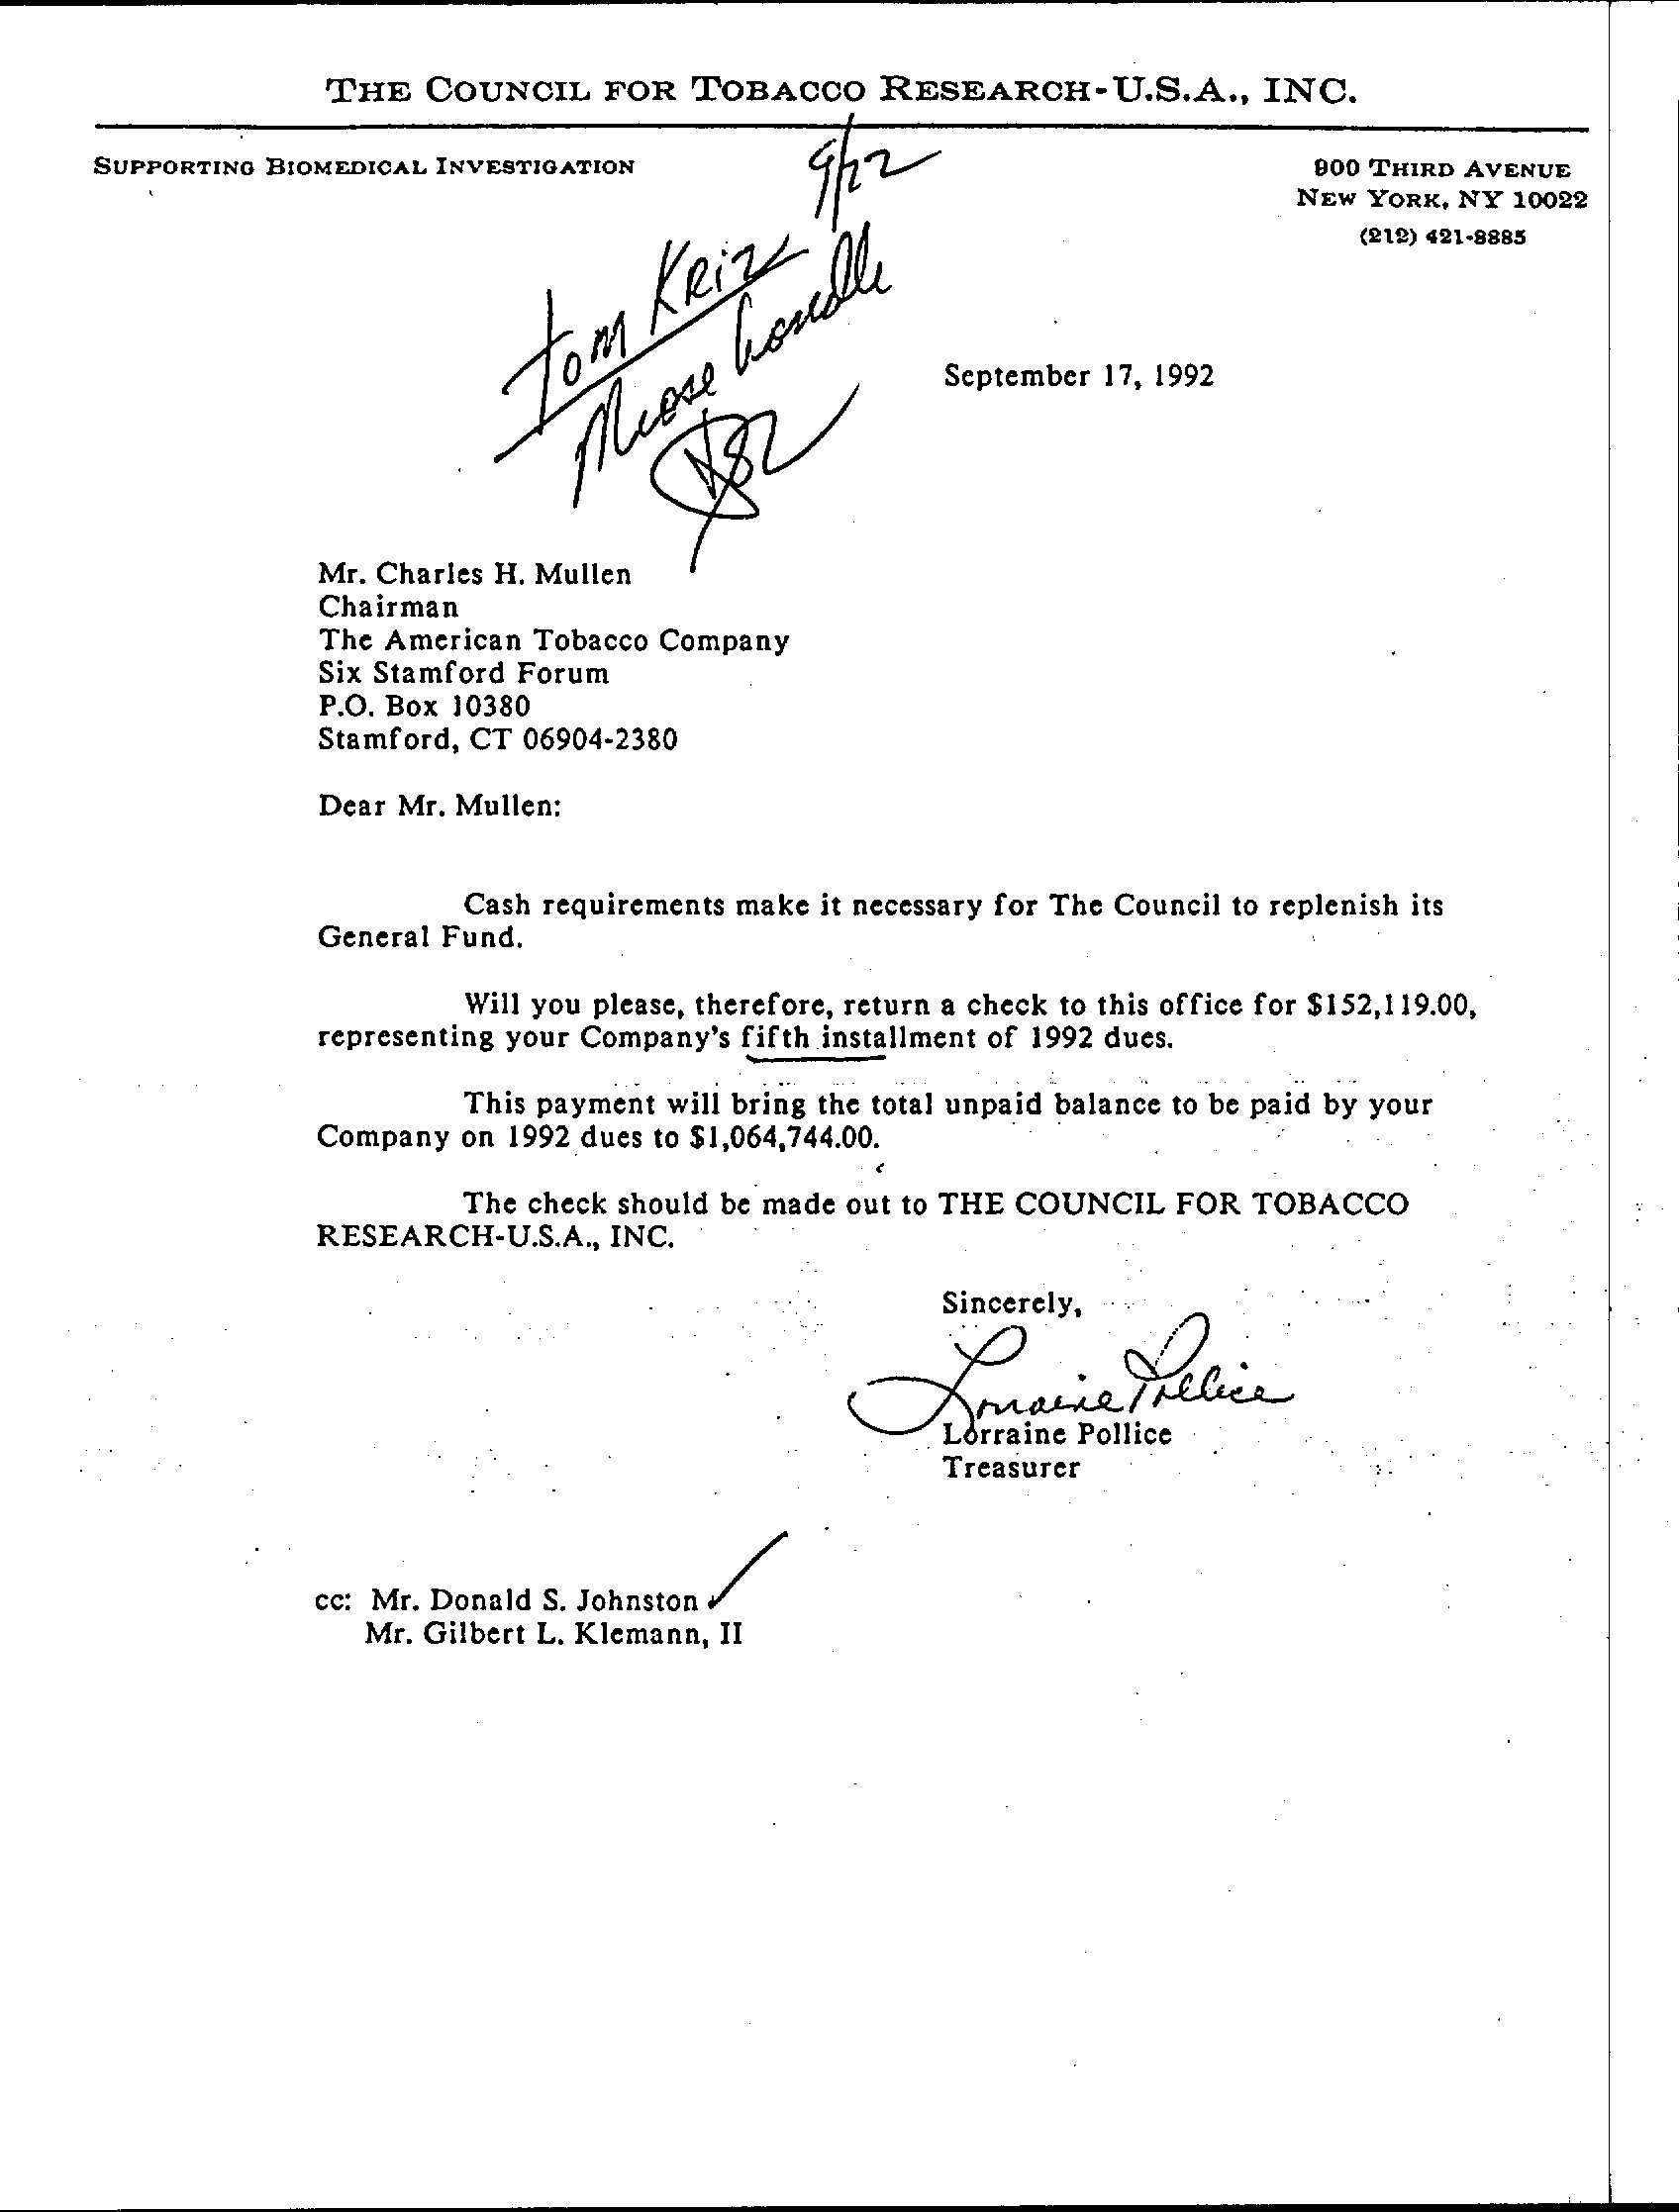 THE COUNCIL FOR TOBACCO RESEARCH-U.S.A., INC.
SUPPORTING BIOMEDICAL INVESTIGATION
900 THIRD AVENUE
NEW YORK, NY 10022
(212) 421-8885
Tom KRIZ
Please handle
September 17, 1992
Mr. Charles H. Mullen
Chairman
The American Tobacco Company
Six Stamford Forum
P.O. Box 10380
Stamford, CT 06904-2380
Dear Mr. Mullen:
Cash requirements make it necessary for The Council to replenish its
General Fund.
Will you please, therefore, return a check to this office for $152,119.00,
representing your Company's fifth installment of 1992 dues.
This payment will bring the total unpaid balance to be paid by your
Company on 1992 dues to $1,064,744.00.
The check should be made out to THE COUNCIL FOR TOBACCO
RESEARCH-U.S.A., INC.
Sincerely,
Lorraine Pollice
Lorraine Pollice
Treasurer
cc: Mr. Donald S. Johnston ✓
Mr. Gilbert L. Klemann, II